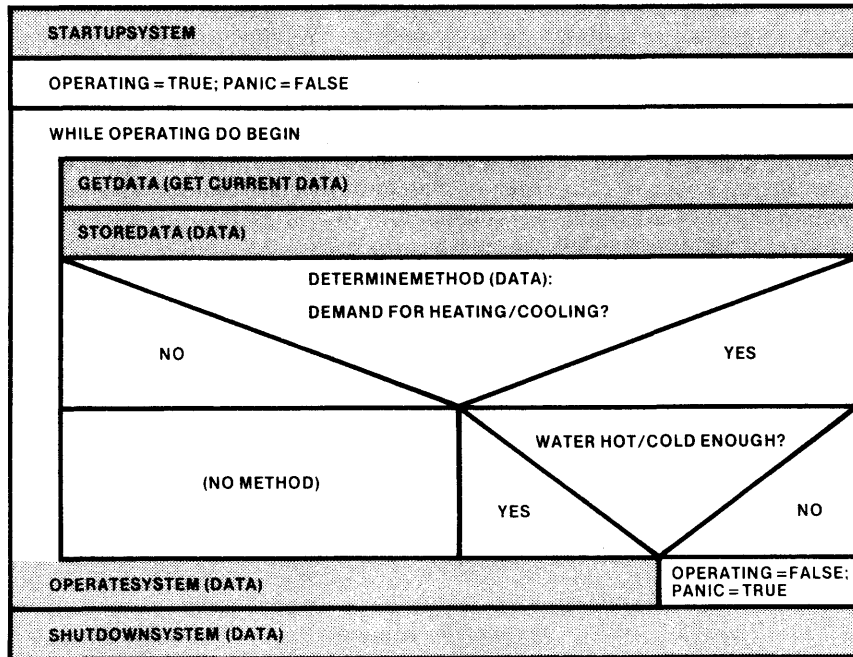 STARTUPSYSTEM
OPERATING = TRUE; PANIC = FALSE
WHILE OPERATING DO BEGIN
GETDATA (GET CURRENT DATA)
STOREDATA (DATA)
DETERMINEMETHOD (DATA):
DEMAND FOR HEATING/COOLING?
NO
YES
WATER HOT/COLD ENOUGH?
(NO METHOD)
YES
NO
OPERATESYSTEM (DATA)
OPERATING = FALSE;
PANIC = TRUE
SHUTDOWNSYSTEM (DATA)